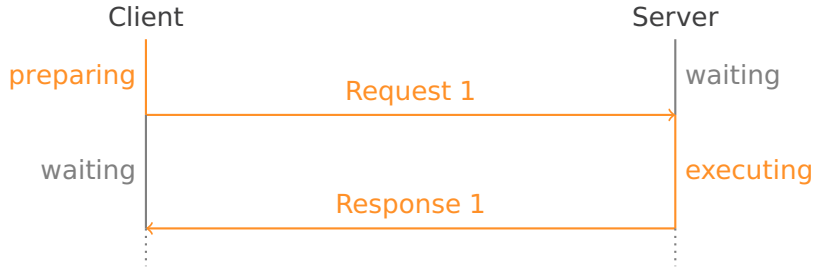 Client
Server
preparing
waiting
Request 1
waiting
executing
Response 1